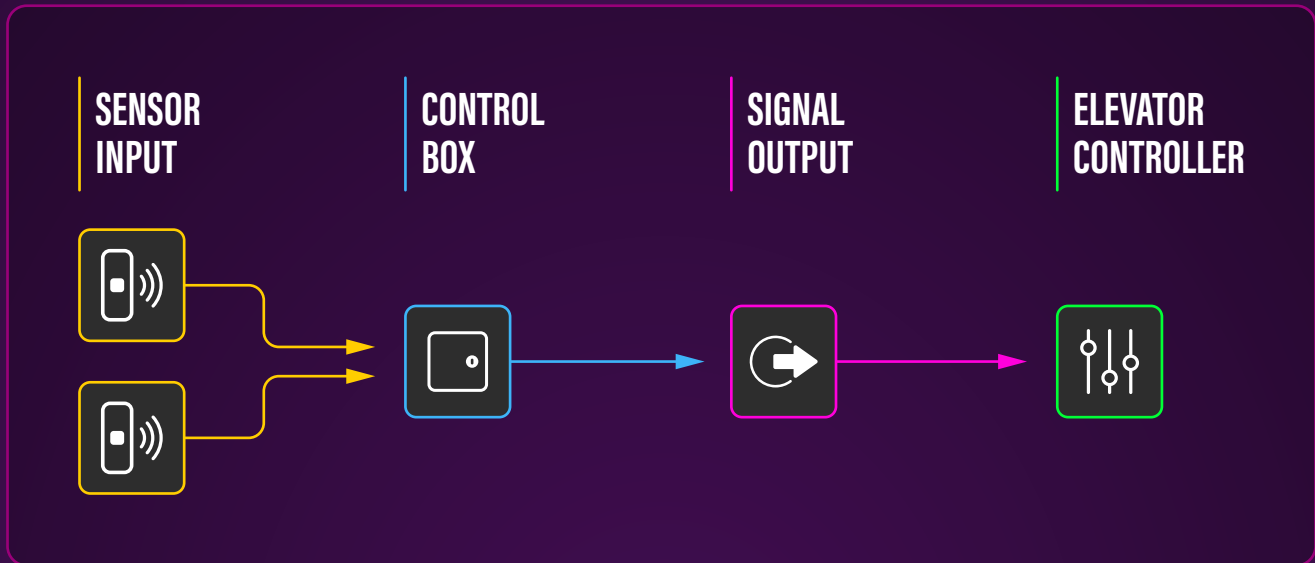 SENSOR
INPUT
CONTROL
BOX
SIGNAL
OUTPUT
ELEVATOR
CONTROLLER